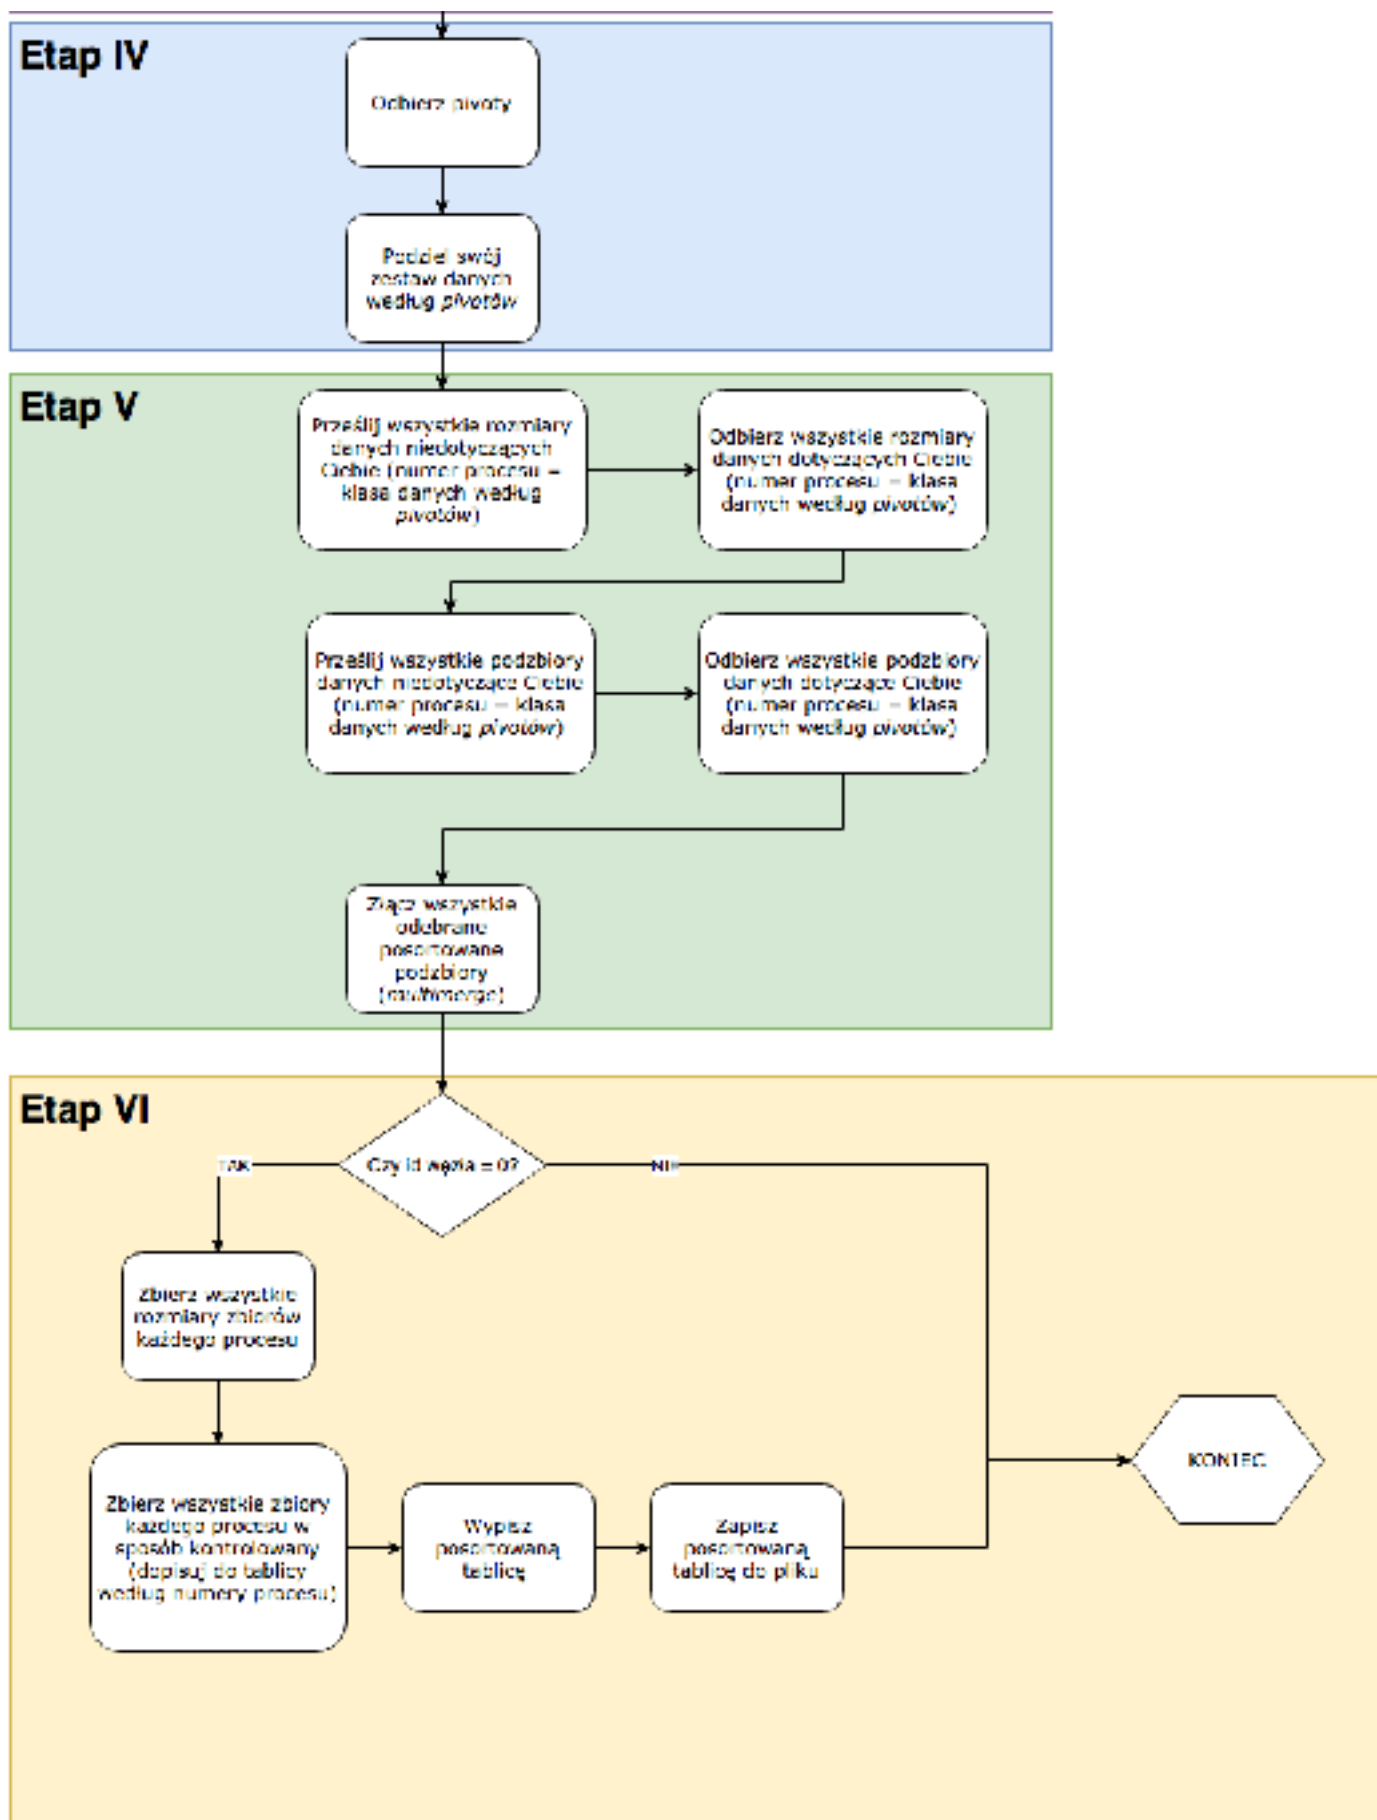 Etap IV
Odbierz pivoty
Podziel swój
zestaw danych
według pivotów
Etap V
Prześlij wszystkie rozmiary
danych niedotyczących
Ciebie (numer procesu =
klasa danych według
pivotów)
Odbierz wszystkie rozmiary
danych dotyczących Ciebie
(numer procesu = klasa
danych według pivotów)
Prześlij wszystkie podzbiory
danych niedotyczące Ciebie
(numer procesu = klasa
danych według pivotów)
Odbierz wszystkie podzbiory
danych dotyczące Ciebie
(numer procesu = klasa
danych według pivotów)
Złącz wszystkie
odebrane
posortowane
podzbiory
(multimerge)
Etap VI
Czy id węzła = 0?
TAK
NIE
Zbierz wszystkie
rozmiary zbiorów
każdego procesu
Zbierz wszystkie zbiory
każdego procesu w
sposób kontrolowany
(dopisuj do tablicy
według numery procesu)
Wypisz
posortowaną
tablicę
Zapisz
posortowaną
tablicę do pliku
KONIEC